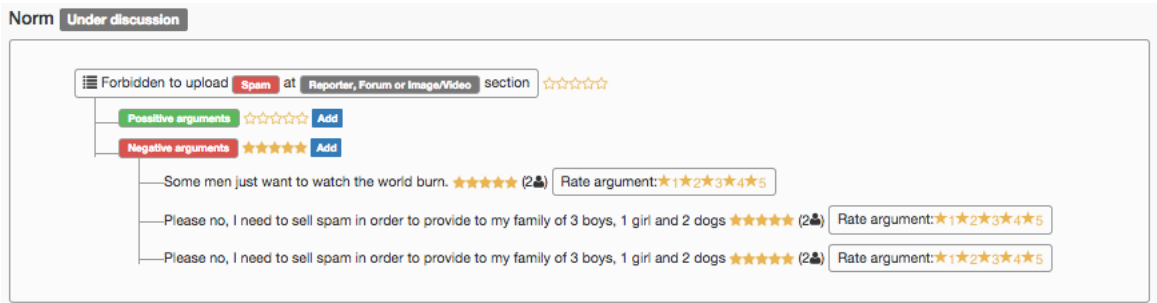 Norm Under discussion
Forbidden to upload Spam at Reporter, Forum or Image/Video section
Possitive arguments Add
Negative arguments Add
Some men just want to watch the world burn. (2) Rate argument:★1★2★3★4★5
Please no, I need to sell spam in order to provide to my family of 3 boys, 1 girl and 2 dogs (2) Rate argument:★1★2★3★4★5
Please no, I need to sell spam in order to provide to my family of 3 boys, 1 girl and 2 dogs (2) Rate argument:★1★2★3★4★5